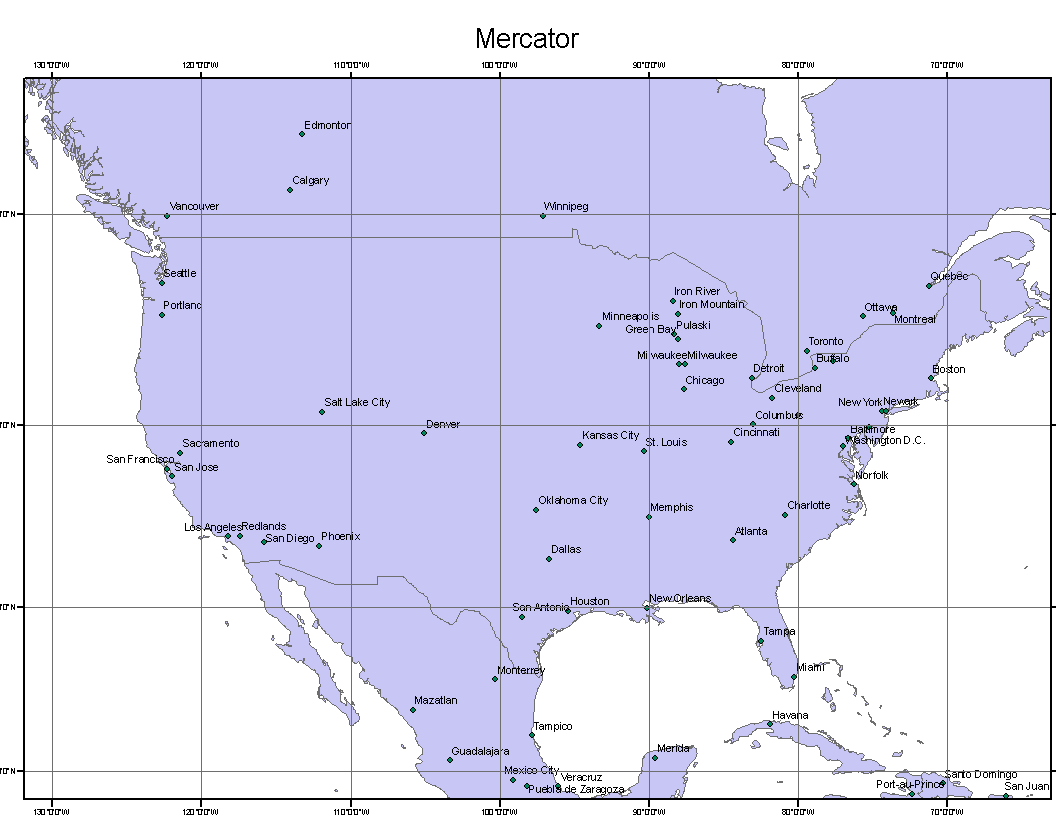 Mercator
130°0'0"W 120°0'0"W 110°0'0"W 100°0'0"W 90°0'0"W 80°0'0"W 70°0'0"W
Edmonton
Calgary
Vancouver
Winnipeg
0°N
Seattle
Quebec
Iron River
Portland
Iron Mountain
Ottawa
Minneapolis
Montreal
Green Bay
Pulaski
Toronto
Milwaukee
Milwaukee
Buffalo
Detroit
Boston
Chicago
Cleveland
Salt Lake City
New York
Newark
Columbus
0°N
Denver
Baltimore
Kansas City
Cincinnati
Sacramento
St. Louis
Washington D.C.
San Francisco
San Jose
Norfolk
Oklahoma City
Memphis
Charlotte
Los Angeles
Redlands
San Diego
Phoenix
Atlanta
Dallas
0°N
San Antonio
Houston
New Orleans
Tampa
Monterrey
Miami
Mazatlan
Havana
Tampico
Guadalajara
Merida
0°N
Mexico City
Veracruz
Santo Domingo
Puebla de Zaragoza
Port-au-Prince
San Juan
130°0'0"W 120°0'0"W 110°0'0"W 100°0'0"W 90°0'0"W 80°0'0"W 70°0'0"W